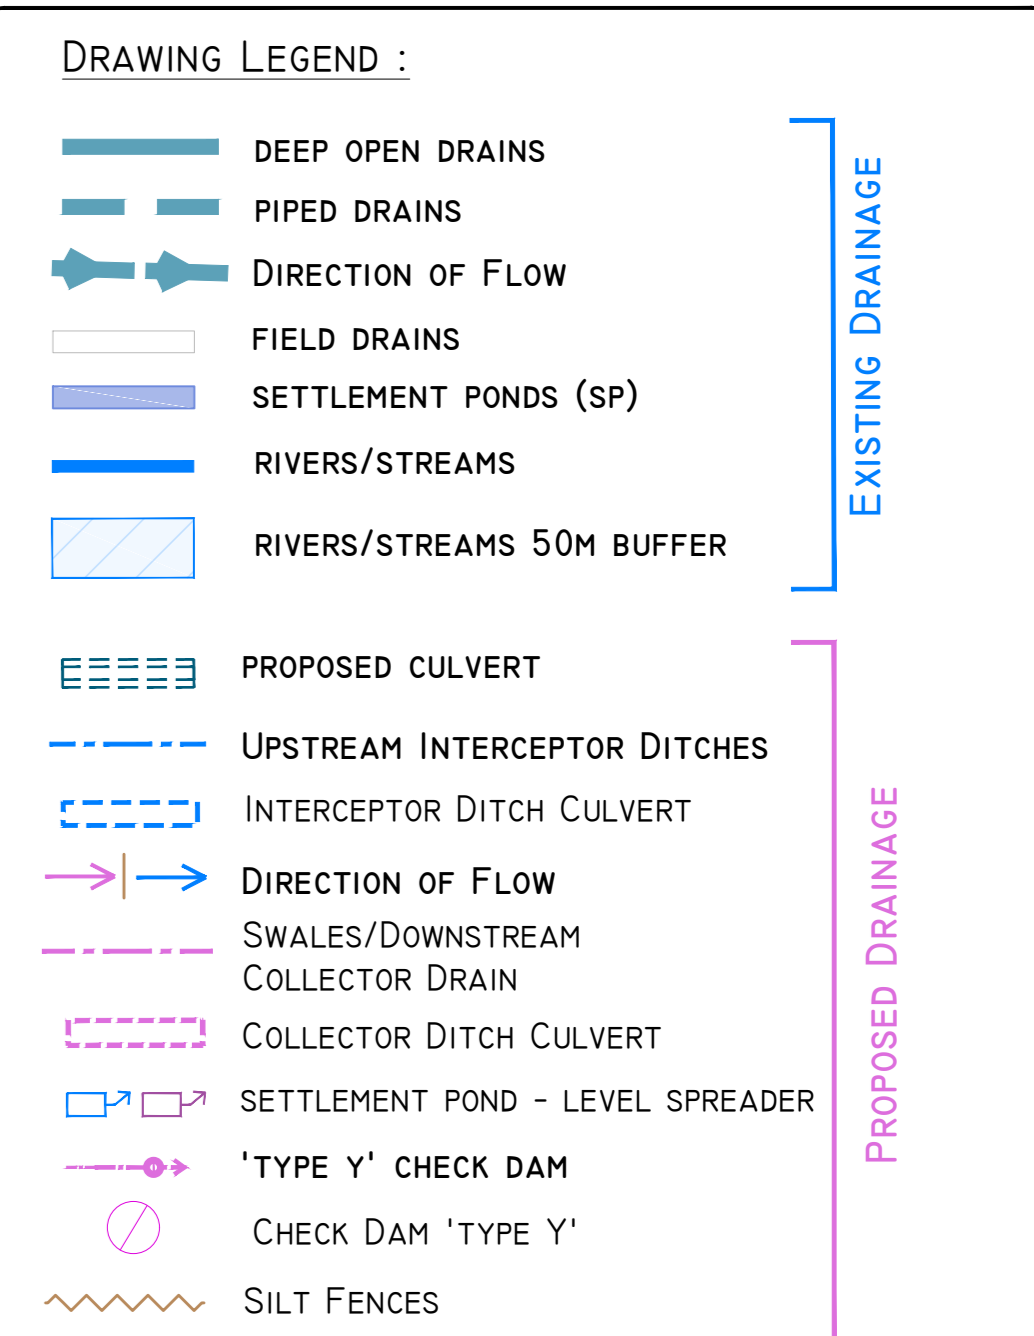 Drawing Legend :
DEEP OPEN DRAINS
PIPED DRAINS
Direction of Flow
FIELD DRAINS
SETTLEMENT PONDS (SP)
RIVERS/STREAMS
RIVERS/STREAMS 50M BUFFER
Existing Drainage
PROPOSED CULVERT
Upstream Interceptor Ditches
Interceptor Ditch Culvert
Direction of Flow
Swales/Downstream
Collector Drain
Collector Ditch Culvert
SETTLEMENT POND - LEVEL SPREADER
'TYPE Y' CHECK DAM
Check Dam 'type Y'
Silt Fences
Proposed Drainage